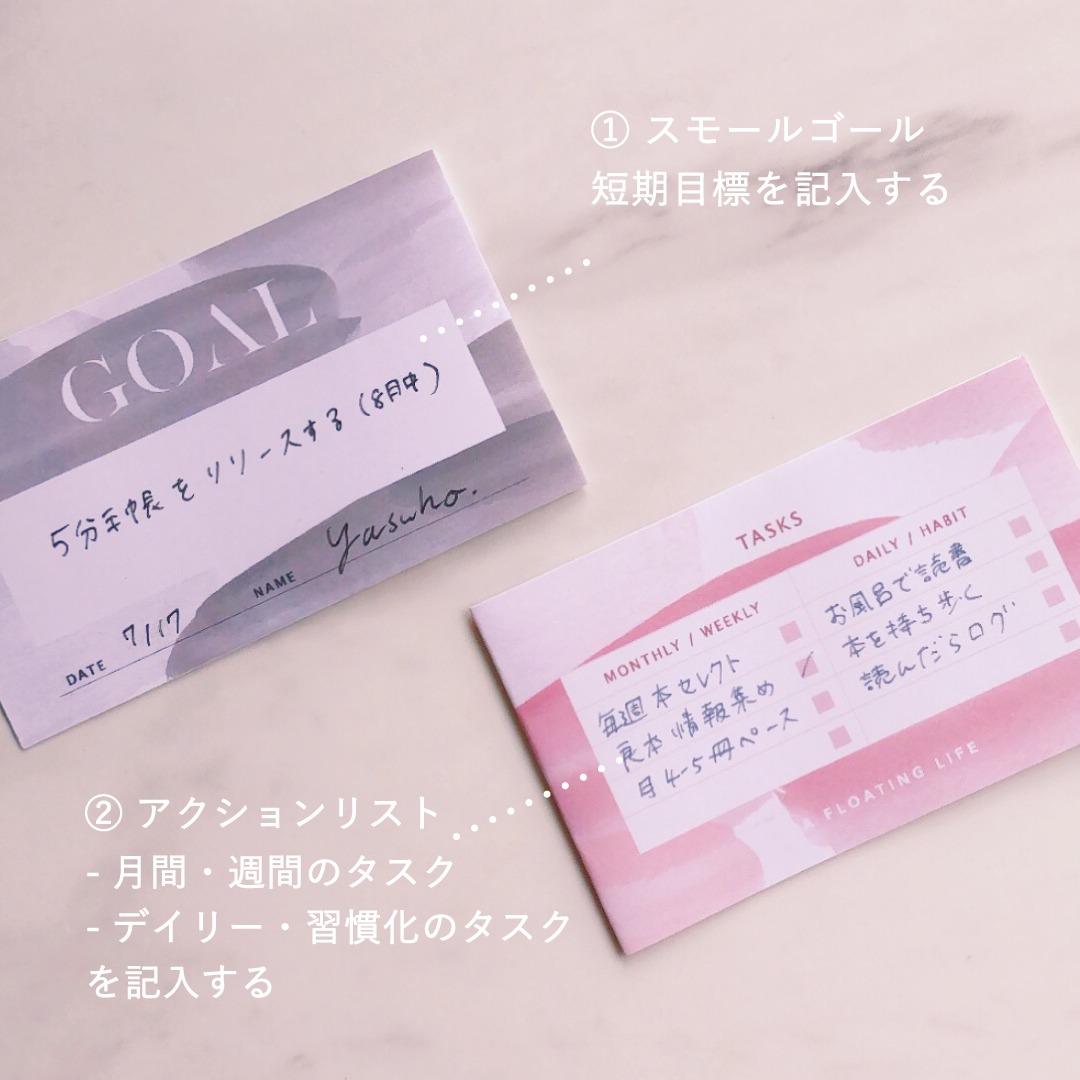 ① スモールゴール
短期目標を記入する
GOAL
5分手帳をリリースする(8月中)
DATE 7/17 NAME Yasuho.
TASKS
MONTHLY / WEEKLY
毎週本セレクト
良本情報集め
月4-5冊ペース
DAILY / HABIT
お風呂で読書
本を持ち歩く
読んだらログ
A FLOATING LIFE
② アクションリスト
- 月間・週間のタスク
- デイリー・習慣化のタスク
を記入する